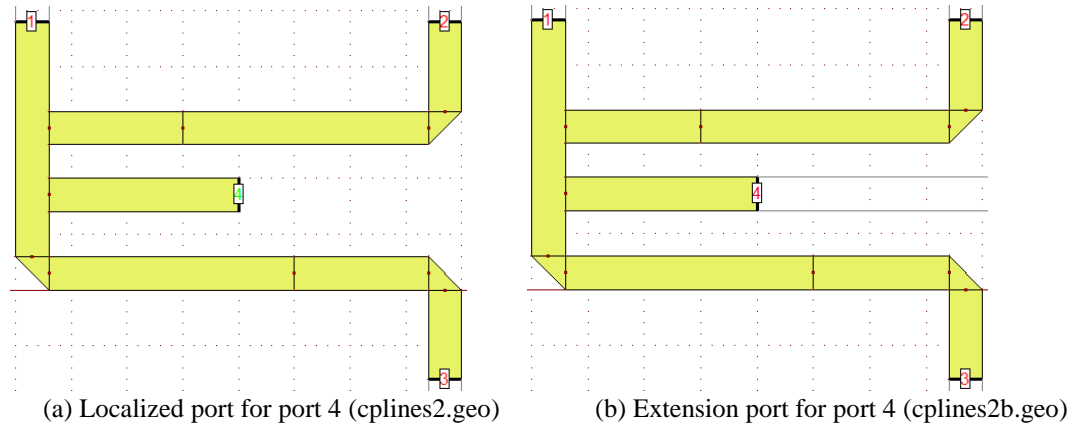 1 2 1 2
4 4
3 3
(a) Localized port for port 4 (cplines2.geo) (b) Extension port for port 4 (cplines2b.geo)